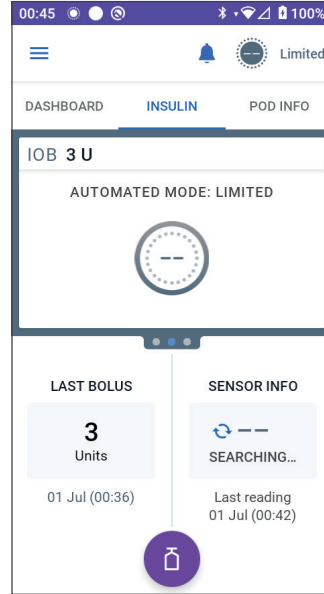 00:45 100%
Limited
DASHBOARD INSULIN POD INFO
IOB 3 U
AUTOMATED MODE: LIMITED
LAST BOLUS SENSOR INFO
3
Units
SEARCHING...
01 Jul (00:36)
Last reading
01 Jul (00:42)